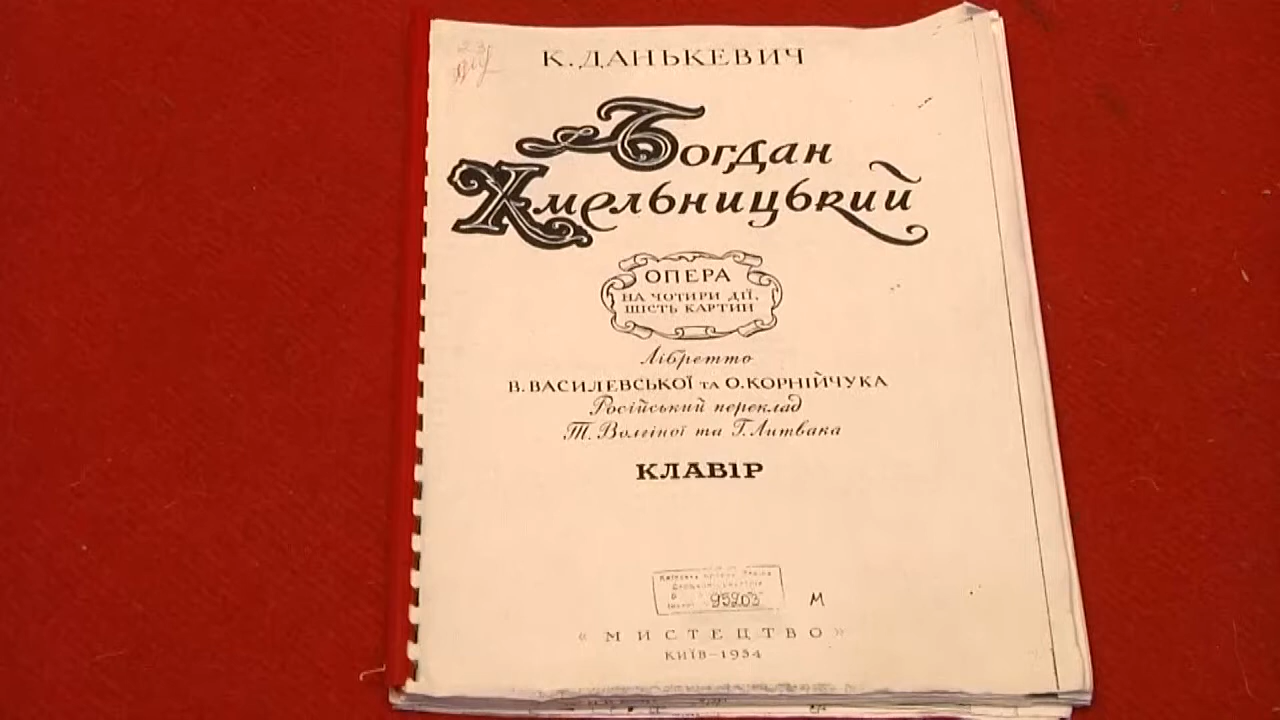 К. ДАНЬКЕВИЧ
Богдан
Хмельницький
ОПЕРА
НА ЧОТИРИ ДІЇ,
ШІСТЬ КАРТИН
Лібретто
В. ВАСИЛЕВСЬКОЇ ТА О. КОРНІЙЧУКА
Російський переклад
Т. Волгіної та Г. Литвака
КЛАВІР
95203
М
« МИСТЕЦТВО »
КИЇВ—1954